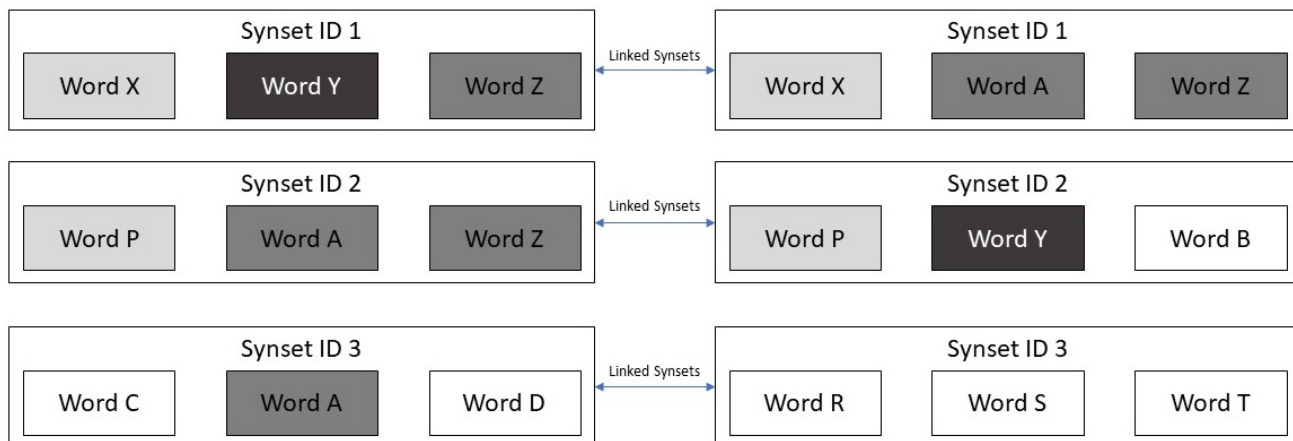 Synset ID 1
Word X Word Y Word Z
Linked Synsets
Synset ID 1
Word X Word A Word Z
Synset ID 2
Word P Word A Word Z
Linked Synsets
Synset ID 2
Word P Word Y Word B
Synset ID 3
Word C Word A Word D
Linked Synsets
Synset ID 3
Word R Word S Word T